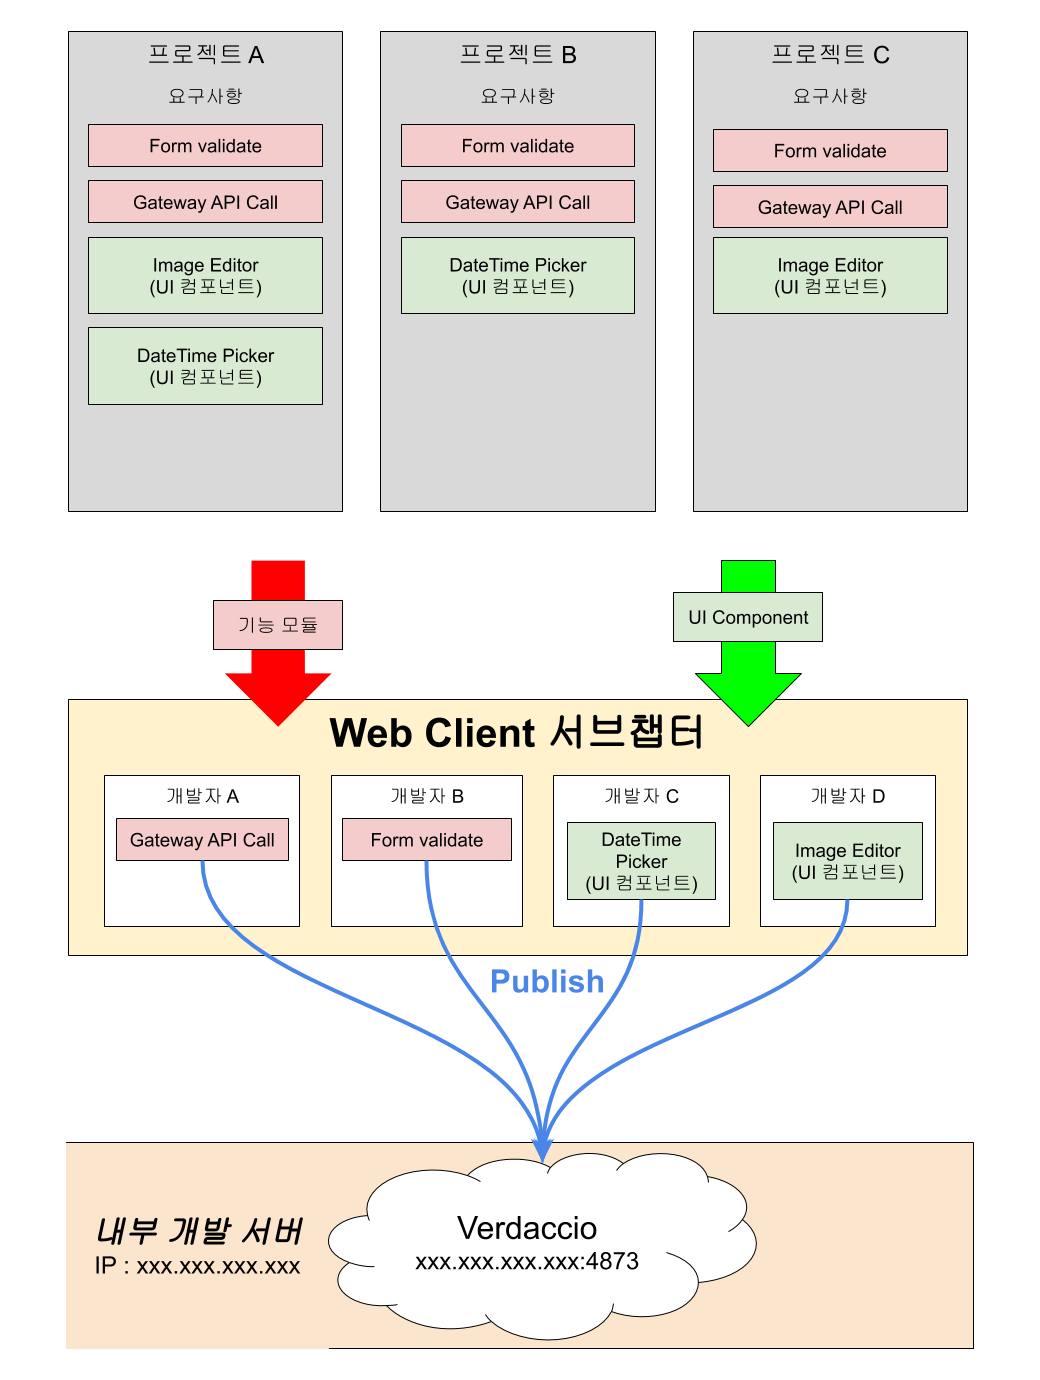 프로젝트 A
요구사항
Form validate
Gateway API Call
Image Editor
(UI 컴포넌트)
DateTime Picker
(UI 컴포넌트)
프로젝트 B
요구사항
Form validate
Gateway API Call
DateTime Picker
(UI 컴포넌트)
프로젝트 C
요구사항
Form validate
Gateway API Call
Image Editor
(UI 컴포넌트)
기능 모듈
UI Component
Web Client 서브챕터
개발자 A
Gateway API Call
개발자 B
Form validate
개발자 C
DateTime
Picker
(UI 컴포넌트)
개발자 D
Image Editor
(UI 컴포넌트)
Publish
내부 개발 서버
IP : xxx.xxx.xxx.xxx
Verdaccio
xxx.xxx.xxx.xxx:4873